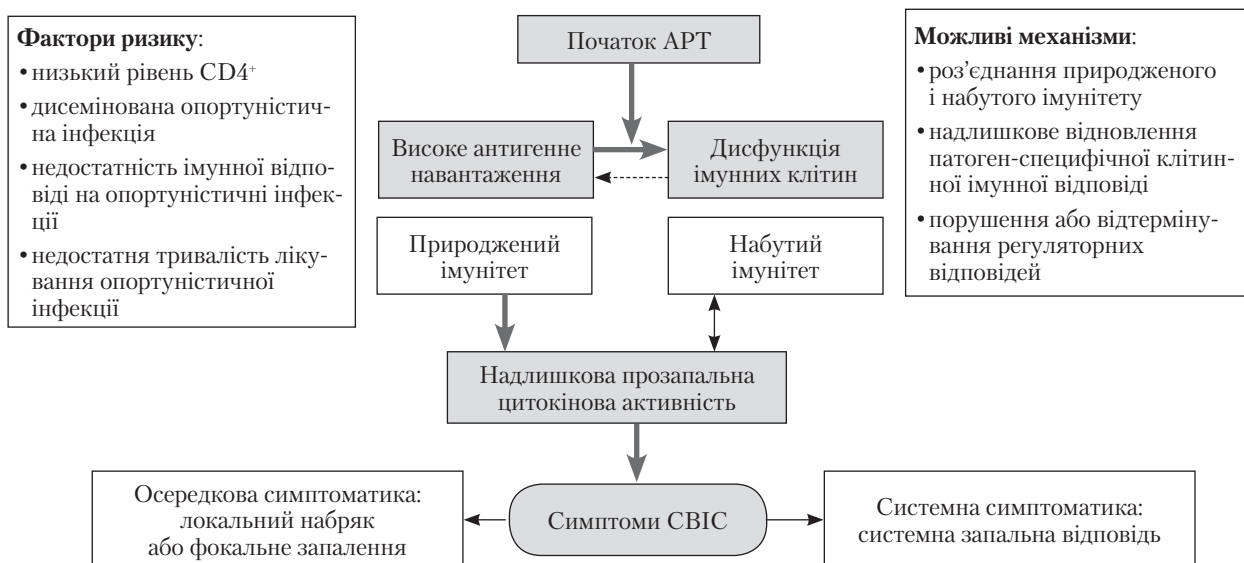 Фактори ризику:
• низький рівень CD4+
• дисемінована опортуністич-
на інфекція
• недостатність імунної відпо-
віді на опортуністичні інфек-
ції
• недостатня тривалість ліку-
вання опортуністичної
інфекції
Початок АРТ
Високе антигенне
навантаження
Дисфункція
імунних клітин
Природжений
імунітет
Набутий
імунітет
Надлишкова прозапальна
цитокінова активність
Можливі механізми:
• роз’єднання природженого
і набутого імунітету
• надлишкове відновлення
патоген-специфічної клітин-
ної імунної відповіді
• порушення або відтерміну-
вання регуляторних
відповідей
Осередкова симптоматика:
локальний набряк
або фокальне запалення
Симптоми СВІС
Системна симптоматика:
системна запальна відповідь